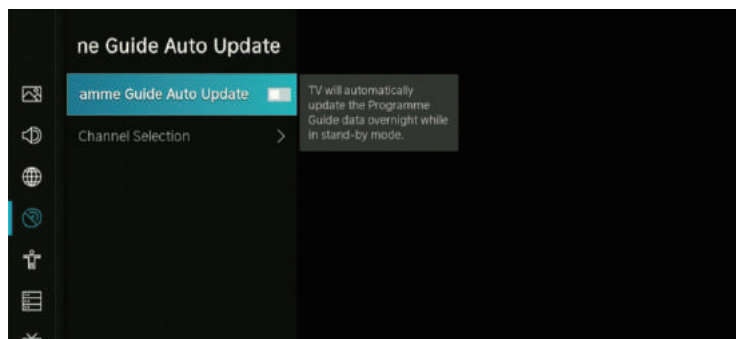 ne Guide Auto Update
amme Guide Auto Update
TV will automatically
update the Programme
Guide data overnight while
in stand-by mode.
Channel Selection